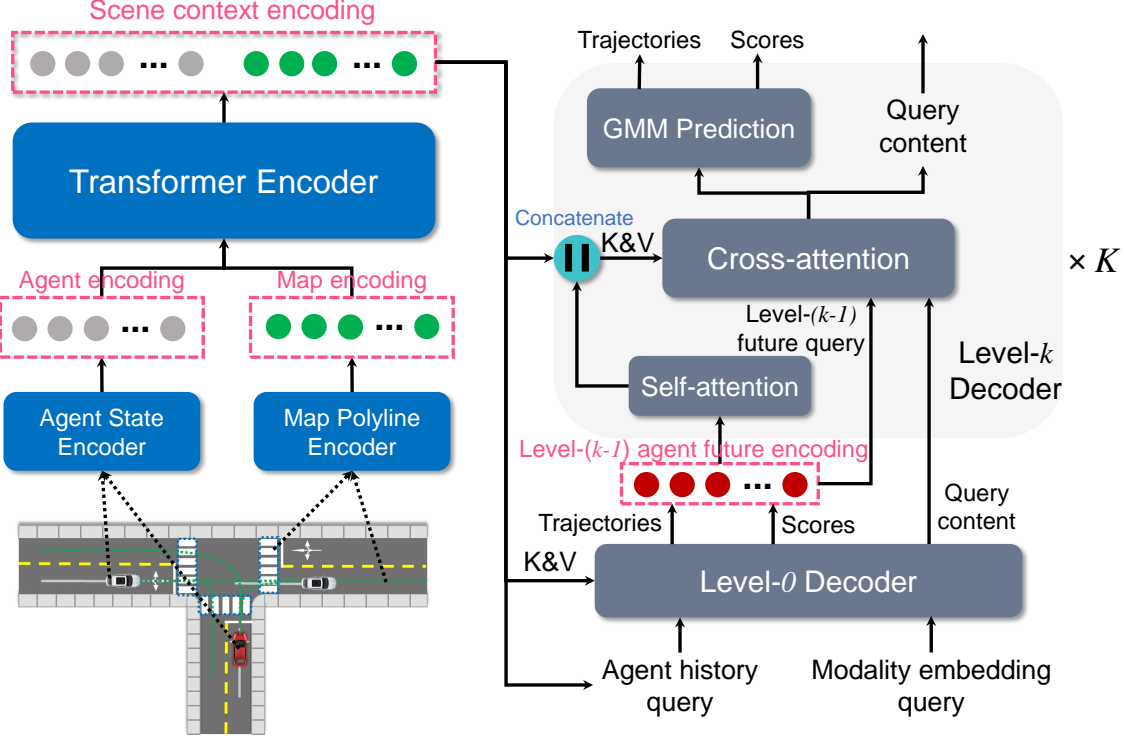 Scene context encoding
Transformer Encoder
Agent encoding
Map encoding
Agent State
Encoder
Map Polyline
Encoder
Trajectories
Scores
GMM Prediction
Query
content
Concatenate
K&V
Cross-attention
× K
Level-(k-1)
future query
Self-attention
Level-k
Decoder
Level-(k-1) agent future encoding
Trajectories
Scores
Query
content
K&V
Level-0 Decoder
Agent history
query
Modality embedding
query